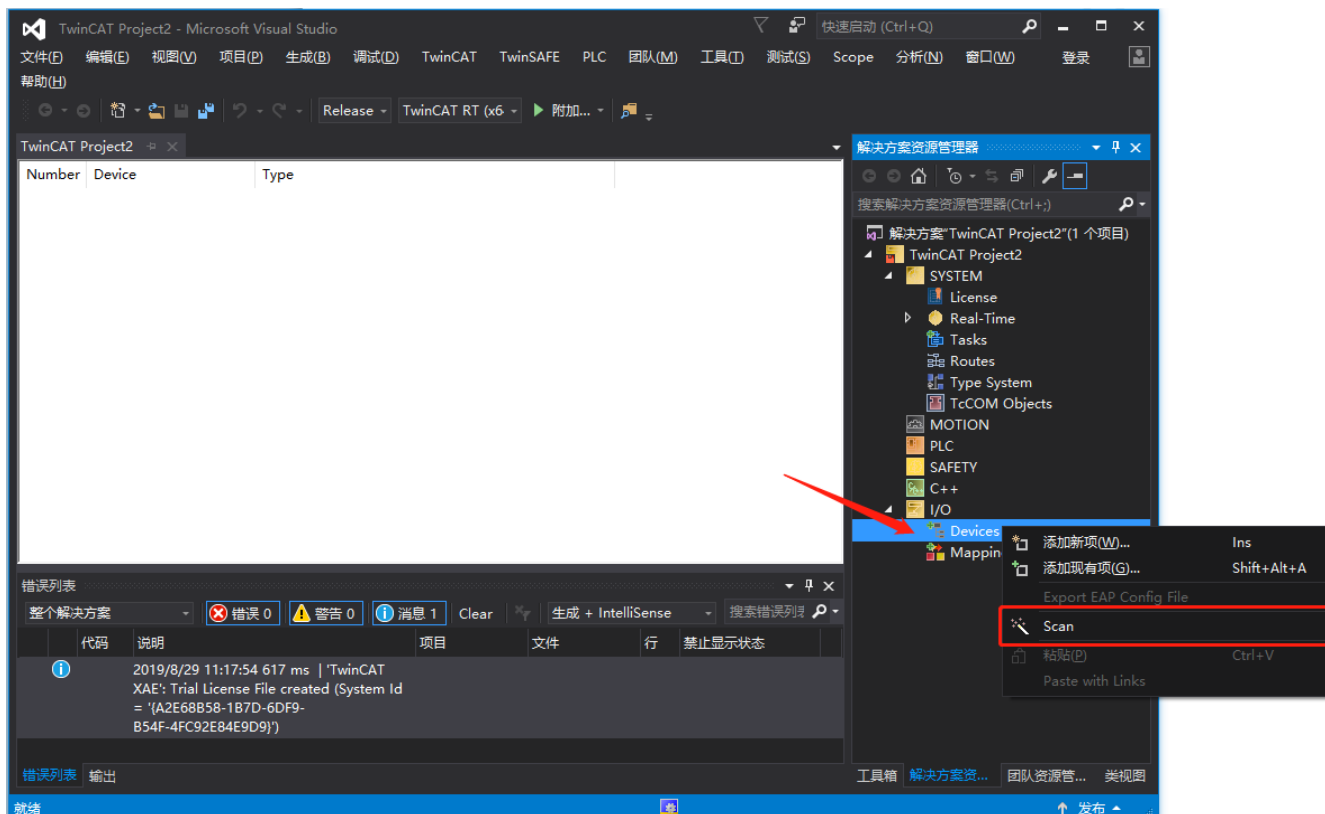 TwinCAT Project2 - Microsoft Visual Studio
快速启动 (Ctrl+Q)
文件(F) 编辑(E) 视图(V) 项目(P) 生成(B) 调试(D) TwinCAT TwinSAFE PLC 团队(M) 工具(T) 测试(S) Scope 分析(N) 窗口(W) 登录
帮助(H)
Release TwinCAT RT (x6 附加...
TwinCAT Project2
Number Device Type
解决方案资源管理器
搜索解决方案资源管理器(Ctrl+;)
解决方案"TwinCAT Project2"(1 个项目)
TwinCAT Project2
SYSTEM
License
Real-Time
Tasks
Routes
Type System
TcCOM Objects
MOTION
PLC
SAFETY
C++
I/O
Devices
Mappin
添加新项(W)... Ins
添加现有项(G)... Shift+Alt+A
Export EAP Config File
Scan
粘贴(P) Ctrl+V
Paste with Links
错误列表
整个解决方案 错误 0 警告 0 消息 1 Clear 生成 + IntelliSense 搜索错误列表
代码 说明 项目 文件 行 禁止显示状态
2019/8/29 11:17:54 617 ms | 'TwinCAT
XAE': Trial License File created (System Id
= '{A2E68B58-1B7D-6DF9-
B54F-4FC92E84E9D9}')
错误列表 输出
工具箱 解决方案资... 团队资源管... 类视图
就绪 发布